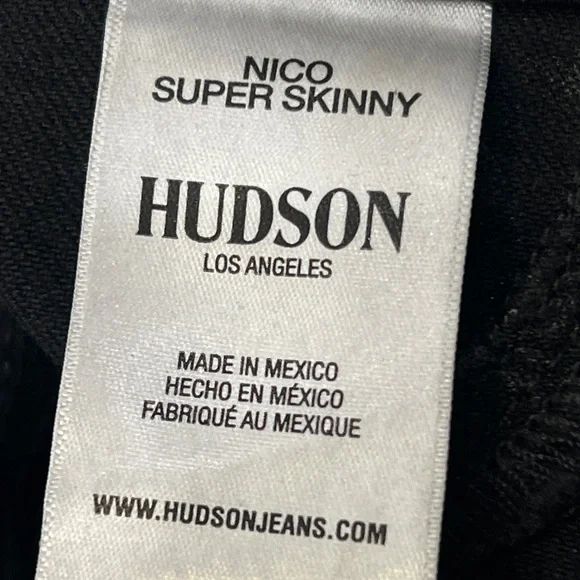 NICO
SUPER SKINNY
HUDSON
LOS ANGELES
MADE IN MEXICO
HECHO EN MÉXICO
FABRIQUÉ AU MEXIQUE
WWW.HUDSONJEANS.COM